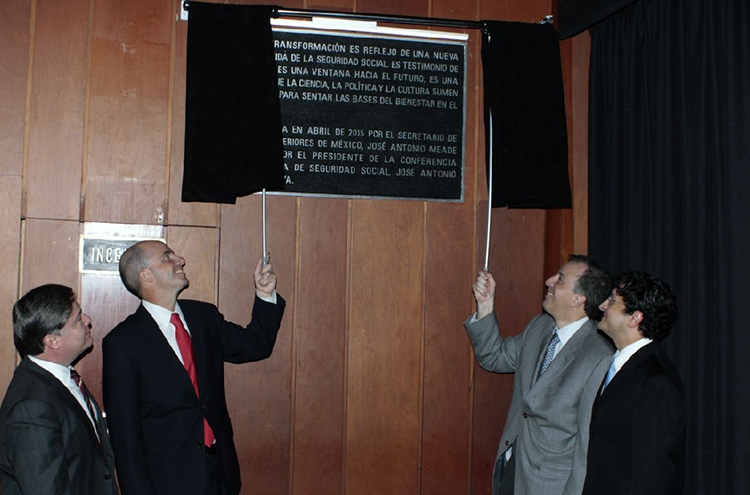 TRANSFORMACIÓN ES REFLEJO DE UNA NUEVA
DE LA SEGURIDAD SOCIAL. ES TESTIMONIO DE
ES UNA VENTANA HACIA EL FUTURO, ES UNA
LA CIENCIA, LA POLÍTICA Y LA CULTURA SUMEN
PARA SENTAR LAS BASES DEL BIENESTAR EN EL
EN ABRIL DE 2015 POR EL SECRETARIO DE
ERIORES DE MÉXICO, JOSÉ ANTONIO MEADE
OR EL PRESIDENTE DE LA CONFERENCIA
DE SEGURIDAD SOCIAL, JOSÉ ANTONIO
INCE